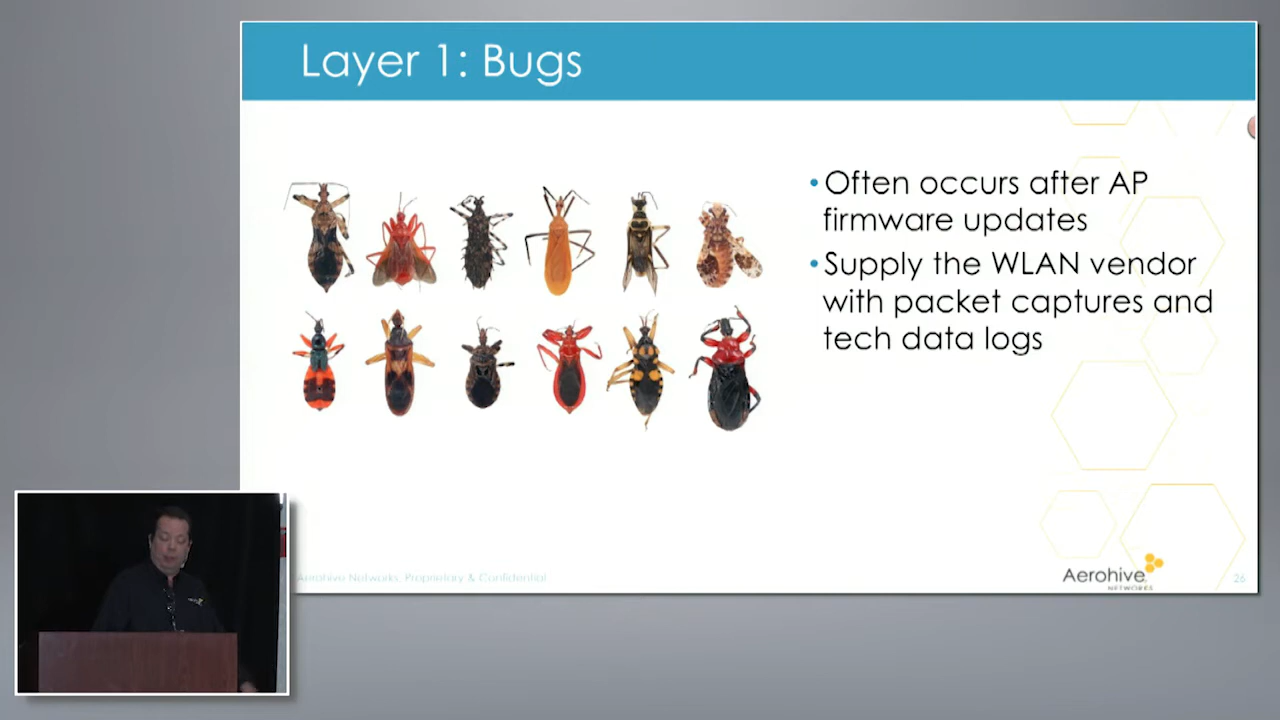 Layer 1: Bugs
•Often occurs after AP
firmware updates
•Supply the WLAN vendor
with packet captures and
tech data logs
Aerohive Networks, Proprietary & Confidential
Aerohive
NETWORKS
26